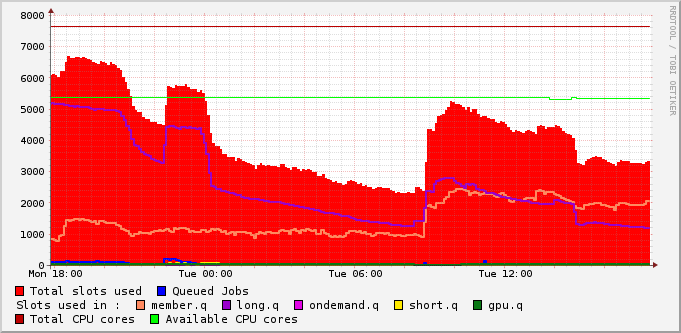 RRDTOOL / TOBI OETIKER
8000
7000
6000
5000
4000
3000
2000
1000
0
Mon 18:00 Tue 00:00 Tue 06:00 Tue 12:00
Total slots used Queued Jobs
Slots used in : member.q long.q ondemand.q short.q gpu.q
Total CPU cores Available CPU cores